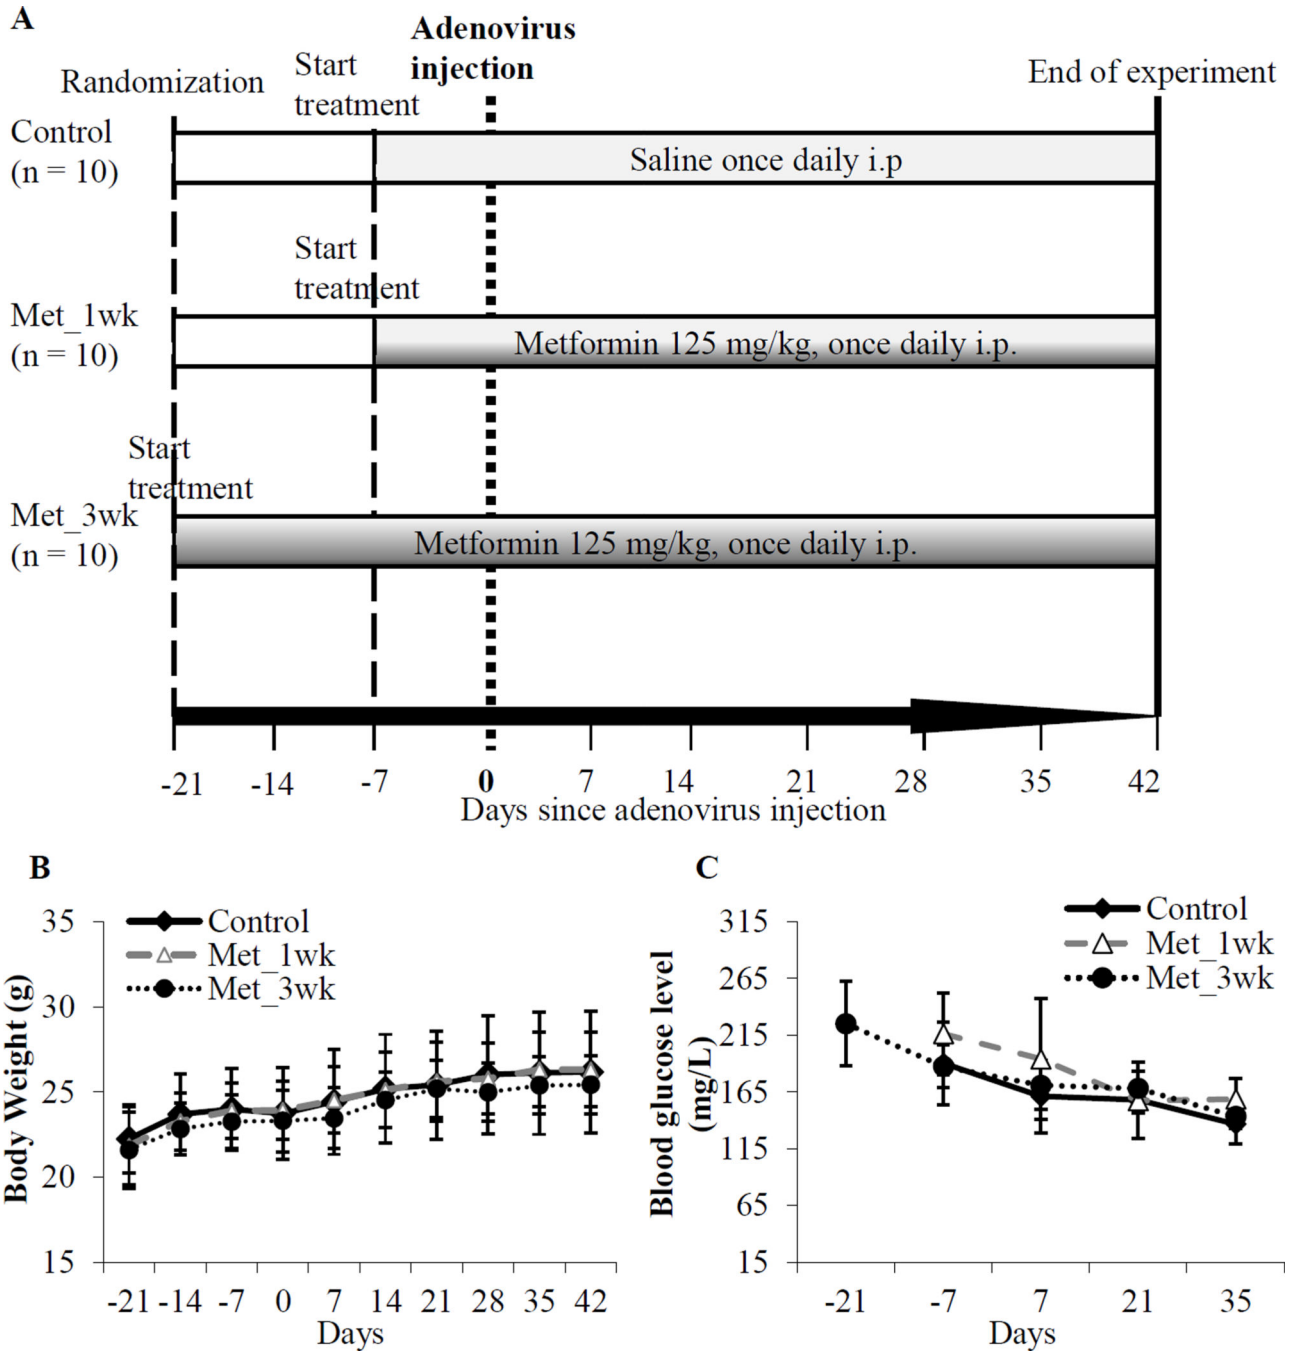 A
Adenovirus
injection
Randomization
Start
treatment
End of experiment
Control
(n = 10)
Saline once daily i.p
Start
treatment
Met_1wk
(n = 10)
Metformin 125 mg/kg, once daily i.p.
Start
treatment
Met_3wk
(n = 10)
Metformin 125 mg/kg, once daily i.p.
-21 -14 -7 0 7 14 21 28 35 42
Days since adenovirus injection
B
Control
Met_1wk
Met_3wk
Body Weight (g)
35
30
25
20
15
-21 -14 -7 0 7 14 21 28 35 42
Days
C
Control
Met_1wk
Met_3wk
Blood glucose level
(mg/L)
315
265
215
165
115
65
15
-21 -7 7 21 35
Days